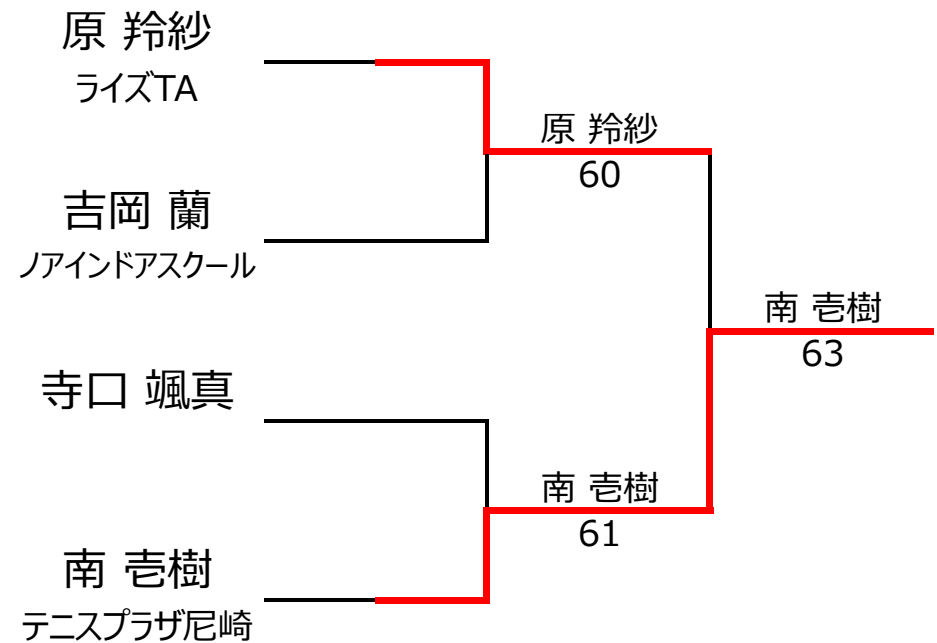 原 羚紗
ライズTA
原 羚紗
60
吉岡 蘭
ノアインドアスクール
南 壱樹
63
寺口 颯真
南 壱樹
61
南 壱樹
テニスプラザ尼崎